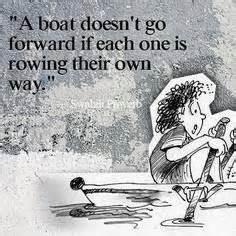 "A boat doesn't go
forward if each one is
rowing their own
way."
- Swahili Proverb